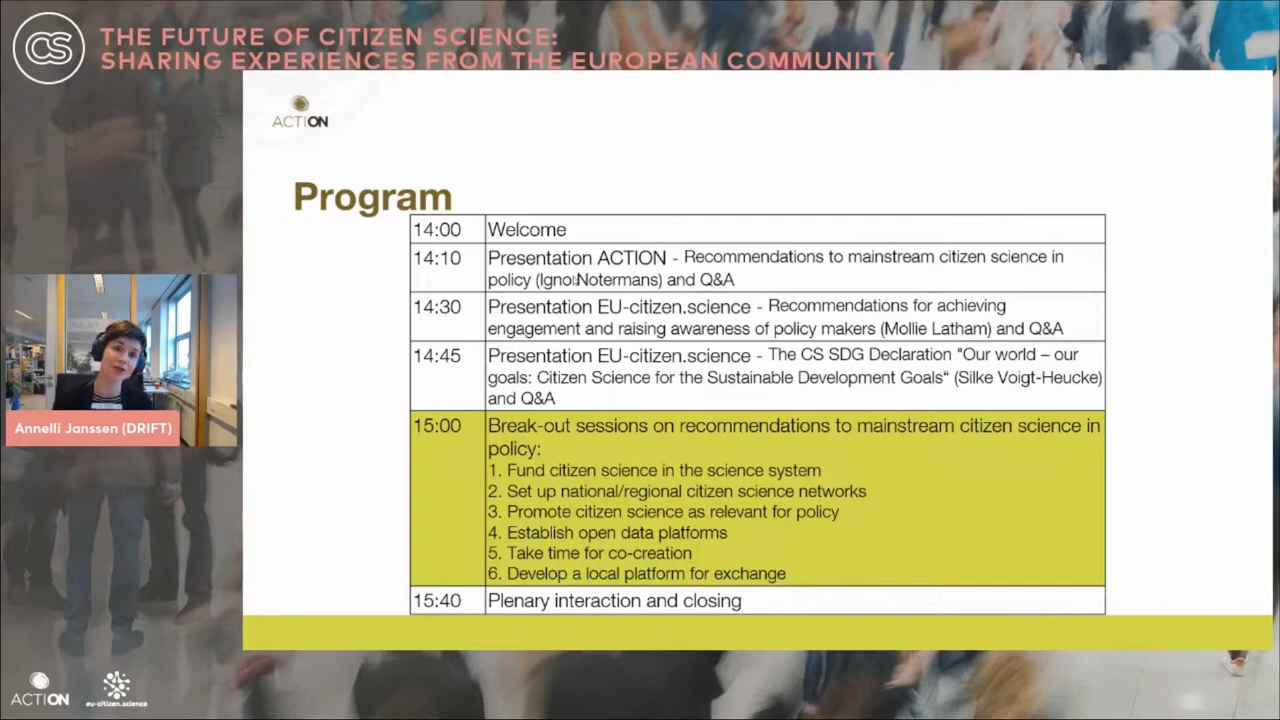 CS
THE FUTURE OF CITIZEN SCIENCE:
SHARING EXPERIENCES FROM THE EUROPEAN COMMUNITY
ACTION
Program
14:00 Welcome
14:10 Presentation ACTION - Recommendations to mainstream citizen science in
policy (Ignot Notermans) and Q&A
14:30 Presentation EU-citizen.science - Recommendations for achieving
engagement and raising awareness of policy makers (Mollie Latham) and Q&A
14:45 Presentation EU-citizen.science - The CS SDG Declaration "Our world – our
goals: Citizen Science for the Sustainable Development Goals“ (Silke Voigt-Heucke)
and Q&A
15:00 Break-out sessions on recommendations to mainstream citizen science in
policy:
1. Fund citizen science in the science system
2. Set up national/regional citizen science networks
3. Promote citizen science as relevant for policy
4. Establish open data platforms
5. Take time for co-creation
6. Develop a local platform for exchange
15:40 Plenary interaction and closing
Annelli Janssen (DRIFT)
ACTION
eu-citizen.science